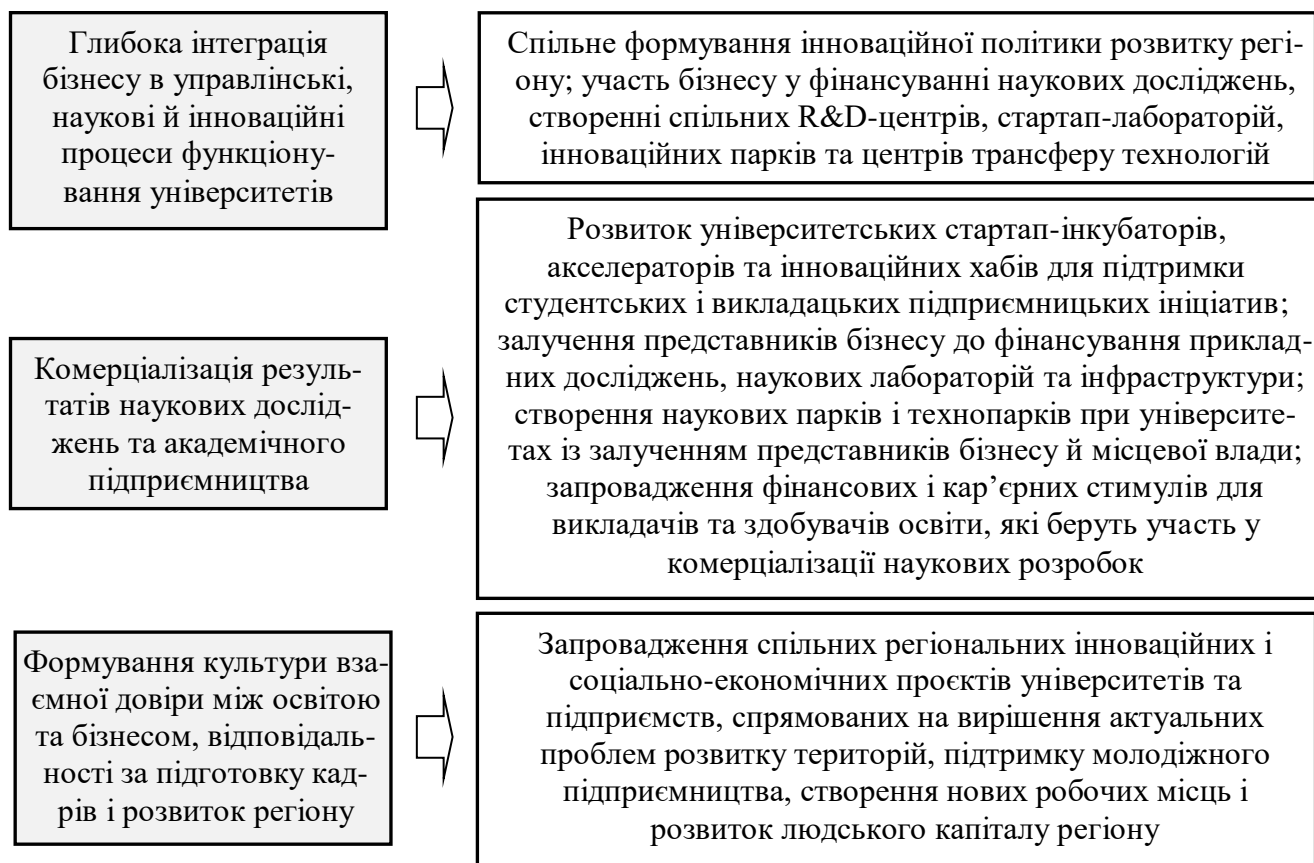 Глибока інтеграція
бізнесу в управлінські,
наукові й інноваційні
процеси функціону-
вання університетів
Спільне формування інноваційної політики розвитку регі-
ону; участь бізнесу у фінансуванні наукових досліджень,
створенні спільних R&D-центрів, стартап-лабораторій,
інноваційних парків та центрів трансферу технологій
Комерціалізація резуль-
татів наукових дослід-
жень та академічного
підприємництва
Розвиток університетських стартап-інкубаторів,
акселераторів та інноваційних хабів для підтримки
студентських і викладацьких підприємницьких ініціатив;
залучення представників бізнесу до фінансування приклад-
них досліджень, наукових лабораторій та інфраструктури;
створення наукових парків і технопарків при університе-
тах із залученням представників бізнесу й місцевої влади;
запровадження фінансових і кар’єрних стимулів для
викладачів та здобувачів освіти, які беруть участь у
комерціалізації наукових розробок
Формування культури вза-
ємної довіри між освітою
та бізнесом, відповідаль-
ності за підготовку кад-
рів і розвиток регіону
Запровадження спільних регіональних інноваційних і
соціально-економічних проєктів університетів та
підприємств, спрямованих на вирішення актуальних
проблем розвитку територій, підтримку молодіжного
підприємництва, створення нових робочих місць і
розвиток людського капіталу регіону